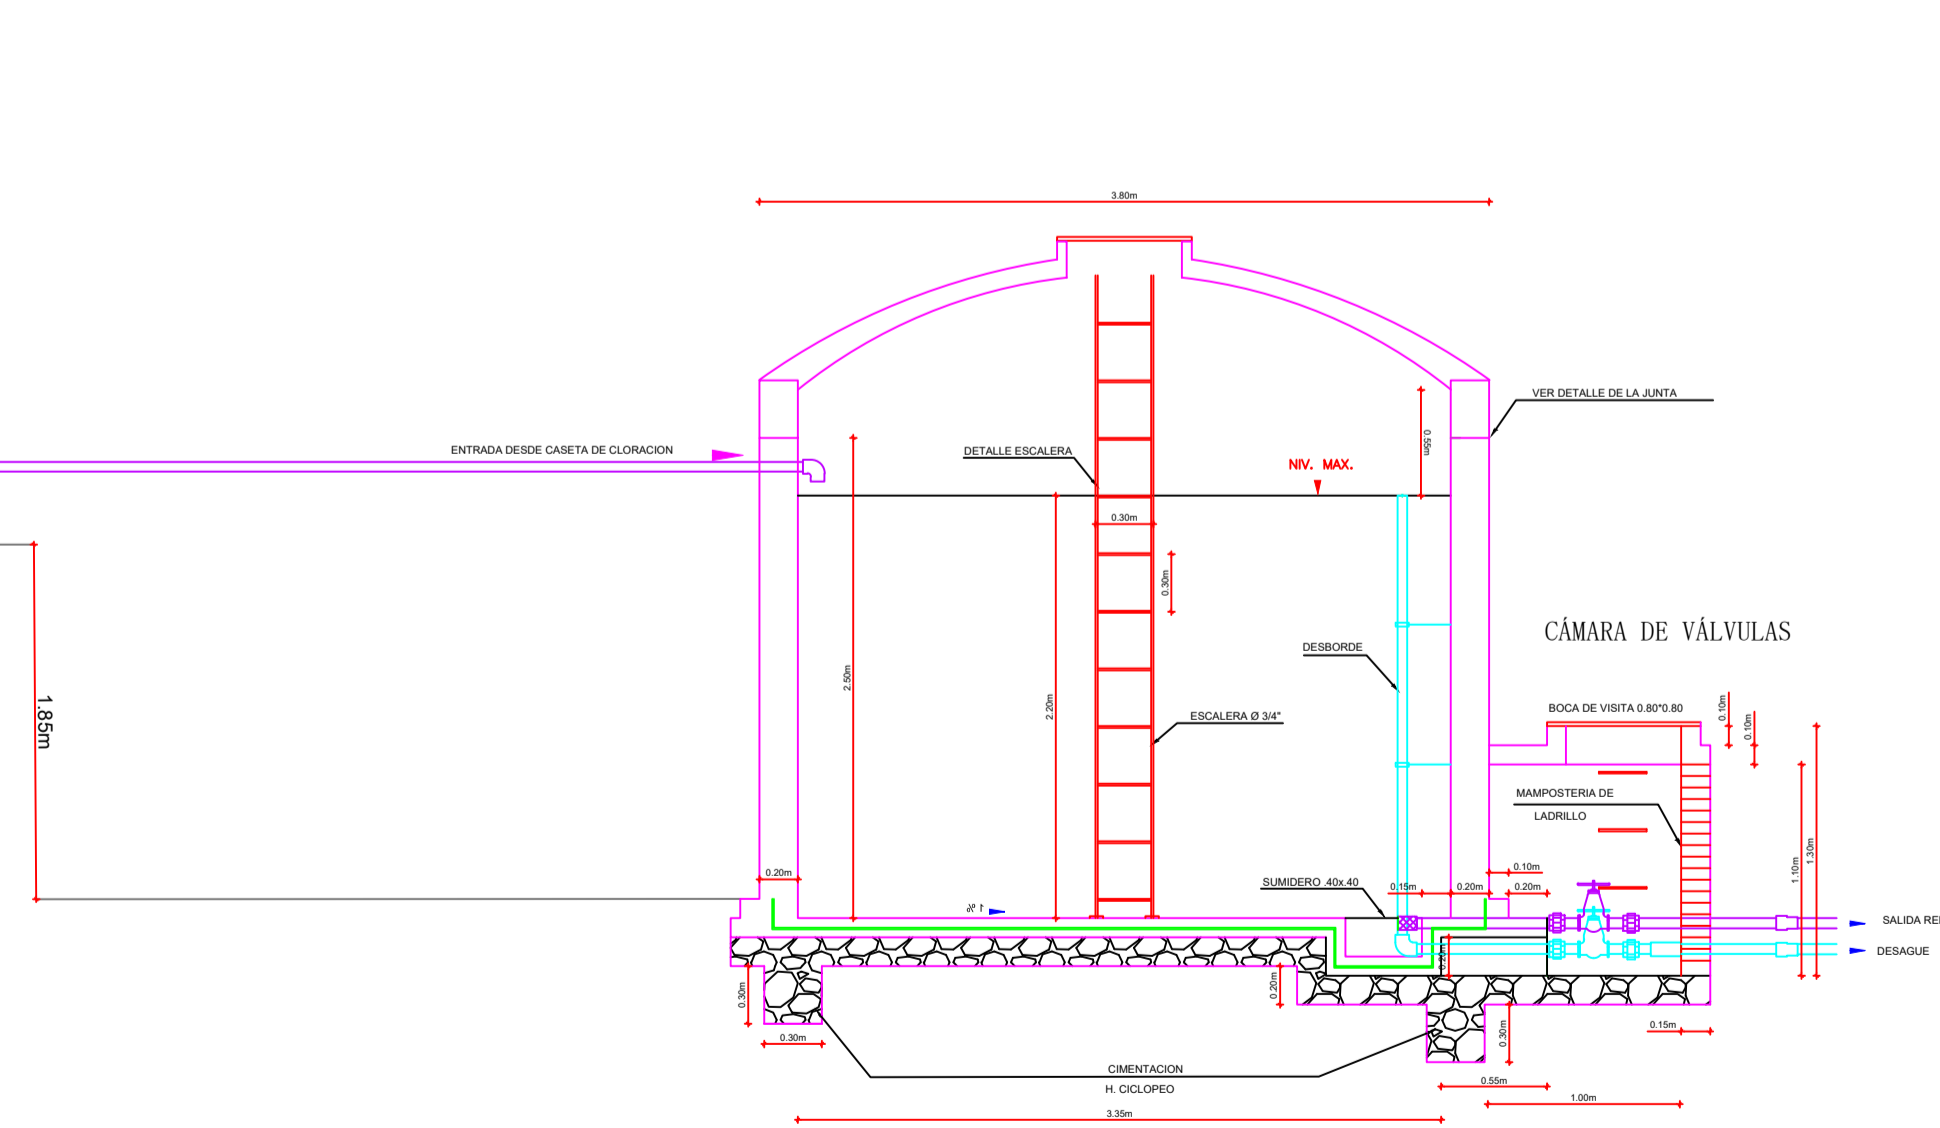 3.80m
VER DETALLE DE LA JUNTA
ENTRADA DESDE CASETA DE CLORACION
DETALLE ESCALERA
0.55m
NIV. MAX.
0.30m
0.30m
CÁMARA DE VÁLVULAS
DESBORDE
2.50m
2.20m
1.85m
ESCALERA Ø 3/4"
BOCA DE VISITA 0.80*0.80
0.10m
0.10m
MAMPOSTERIA DE
LADRILLO
1.30m
1.10m
0.20m
SUMIDERO .40x.40
0.15m
0.20m
0.10m
0.20m
1 %
SALIDA RE
DESAGUE
0.20m
0.30m
0.20m
0.30m
0.30m
0.15m
CIMENTACION
H. CICLOPEO
0.55m
1.00m
3.35m